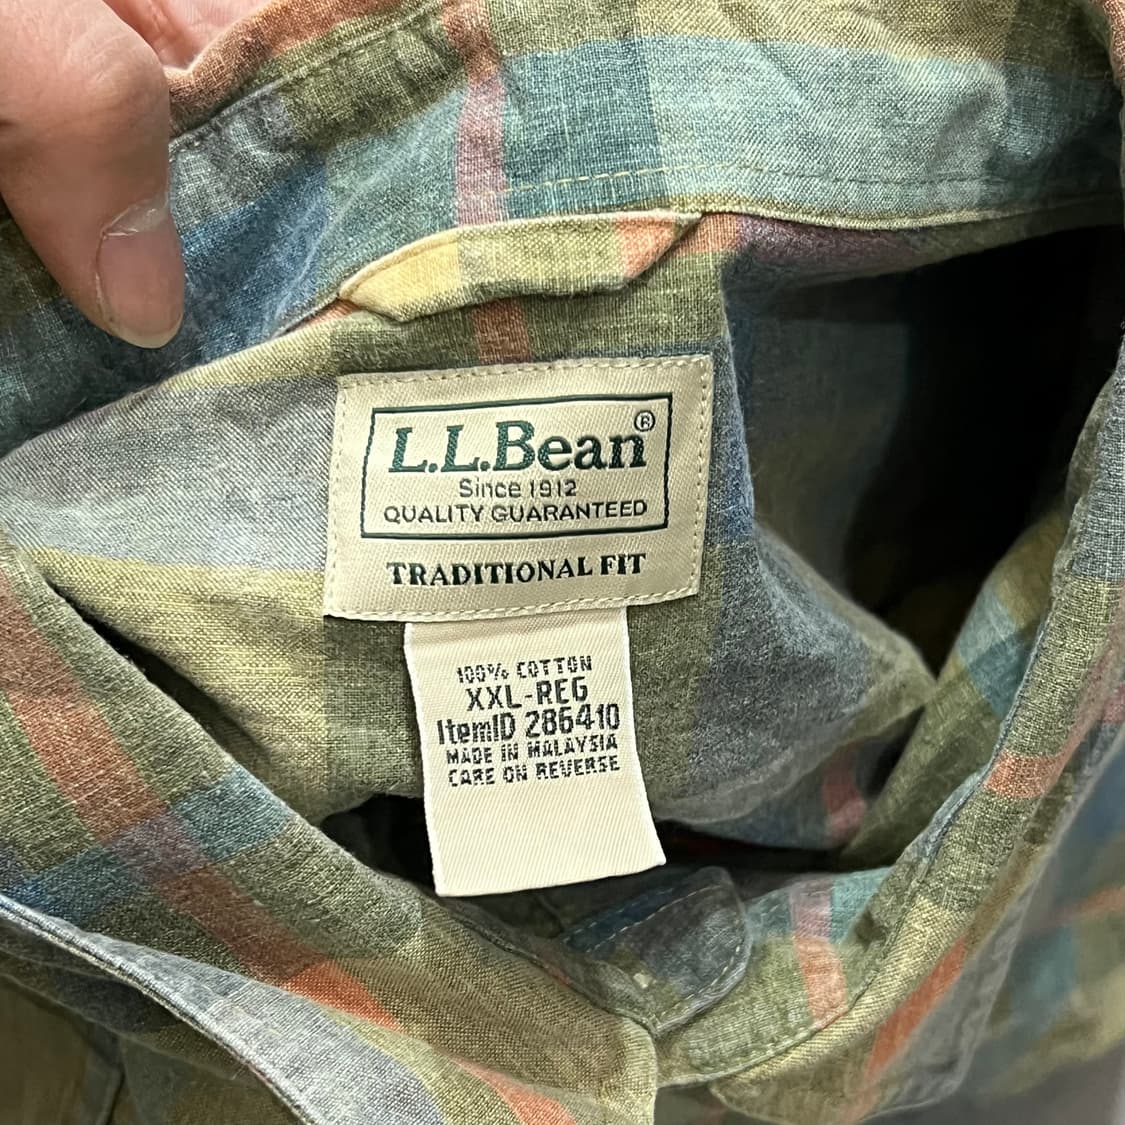 L.L.Bean®
Since 1912
QUALITY GUARANTEED
TRADITIONAL FIT
100% COTTON
XXL-REG
ItemID 286410
MADE IN MALAYSIA
CARE ON REVERSE